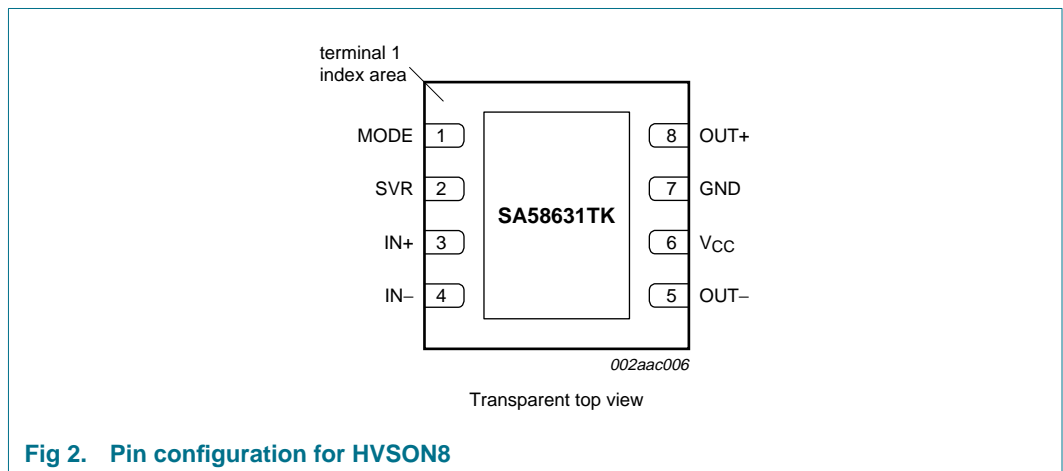 terminal 1
index area
MODE 1
SVR 2
IN+ 3
IN− 4
SA58631TK
8 OUT+
7 GND
6 VCC
5 OUT−
002aac006
Transparent top view
Fig 2. Pin configuration for HVSON8